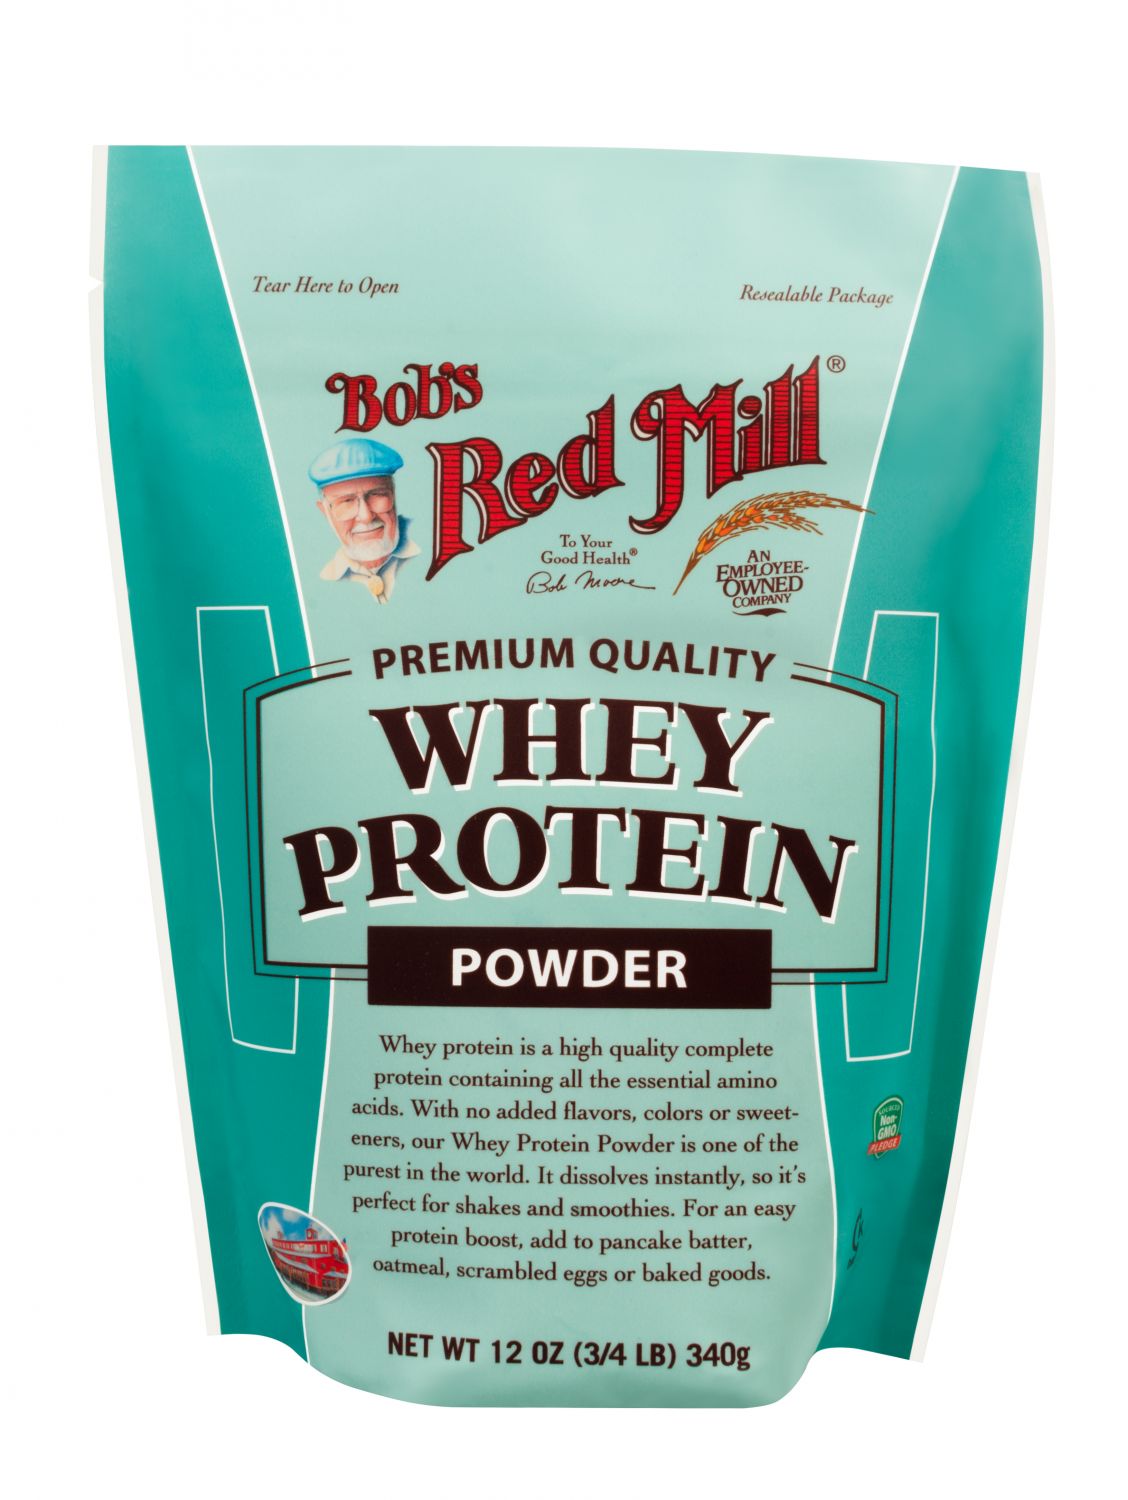 Tear Here to Open
Resealable Package
Bob's
Red Mill®
To Your
Good Health®
Bob Moore
AN
EMPLOYEE-
OWNED
COMPANY
PREMIUM QUALITY
WHEY
PROTEIN
POWDER
Whey protein is a high quality complete
protein containing all the essential amino
acids. With no added flavors, colors or sweet-
eners, our Whey Protein Powder is one of the
purest in the world. It dissolves instantly, so it's
perfect for shakes and smoothies. For an easy
protein boost, add to pancake batter,
oatmeal, scrambled eggs or baked goods.
SOURCED
Non-
GMO
PLEDGE
K
NET WT 12 OZ (3/4 LB) 340g